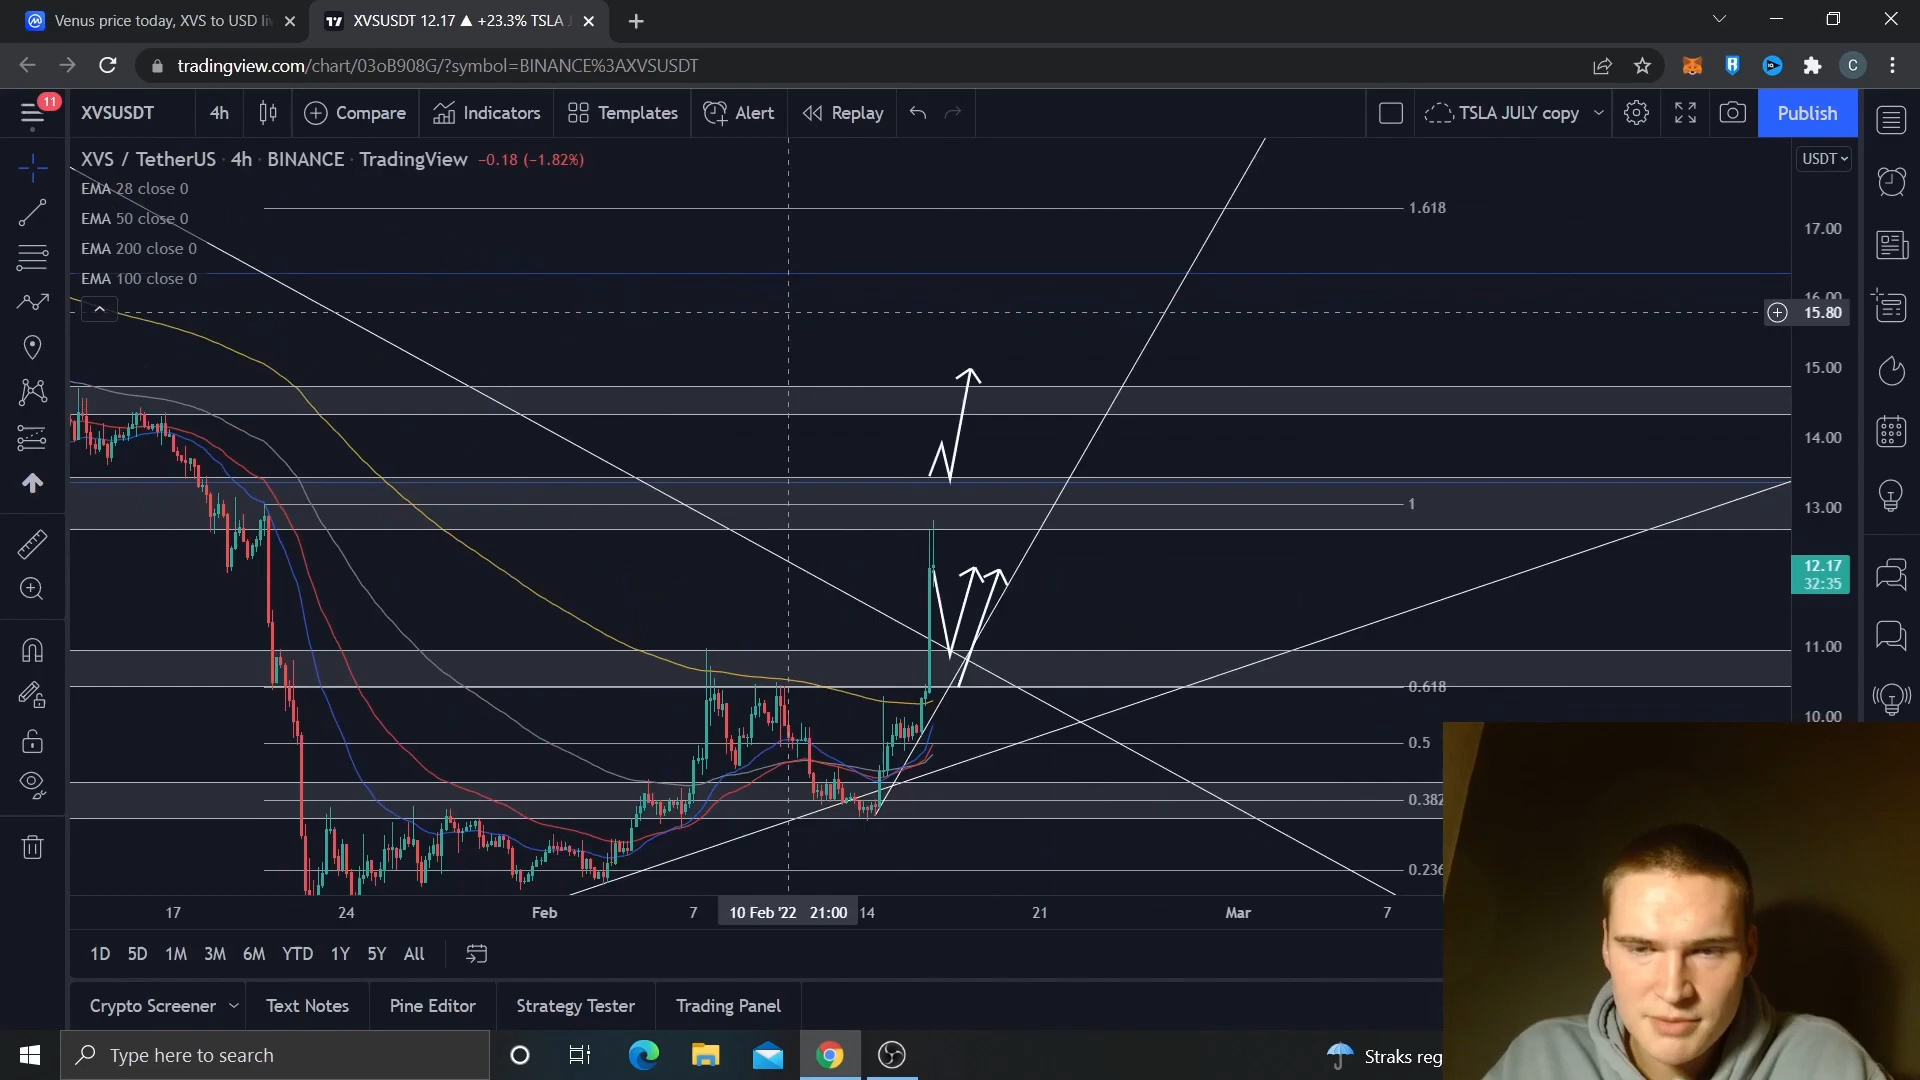 Venus price today, XVS to USD li
XVSUSDT 12.17 ▲ +23.3% TSLA J
tradingview.com/chart/03oB908G/?symbol=BINANCE%3AXVSUSDT
C
11
XVSUSDT
4h
Compare
Indicators
Templates
Alert
Replay
TSLA JULY copy
Publish
XVS / TetherUS · 4h · BINANCE · TradingView −0.18 (−1.82%)
USDT
EMA 28 close 0
EMA 50 close 0
EMA 200 close 0
EMA 100 close 0
1.618
17.00
16.00
15.80
15.00
14.00
1
13.00
12.17
32:35
11.00
0.618
10.00
0.5
0.382
0.236
17
24
Feb
7
10 Feb '22 21:00
14
21
Mar
7
1D 5D 1M 3M 6M YTD 1Y 5Y All
Crypto Screener
Text Notes
Pine Editor
Strategy Tester
Trading Panel
Type here to search
Straks reg